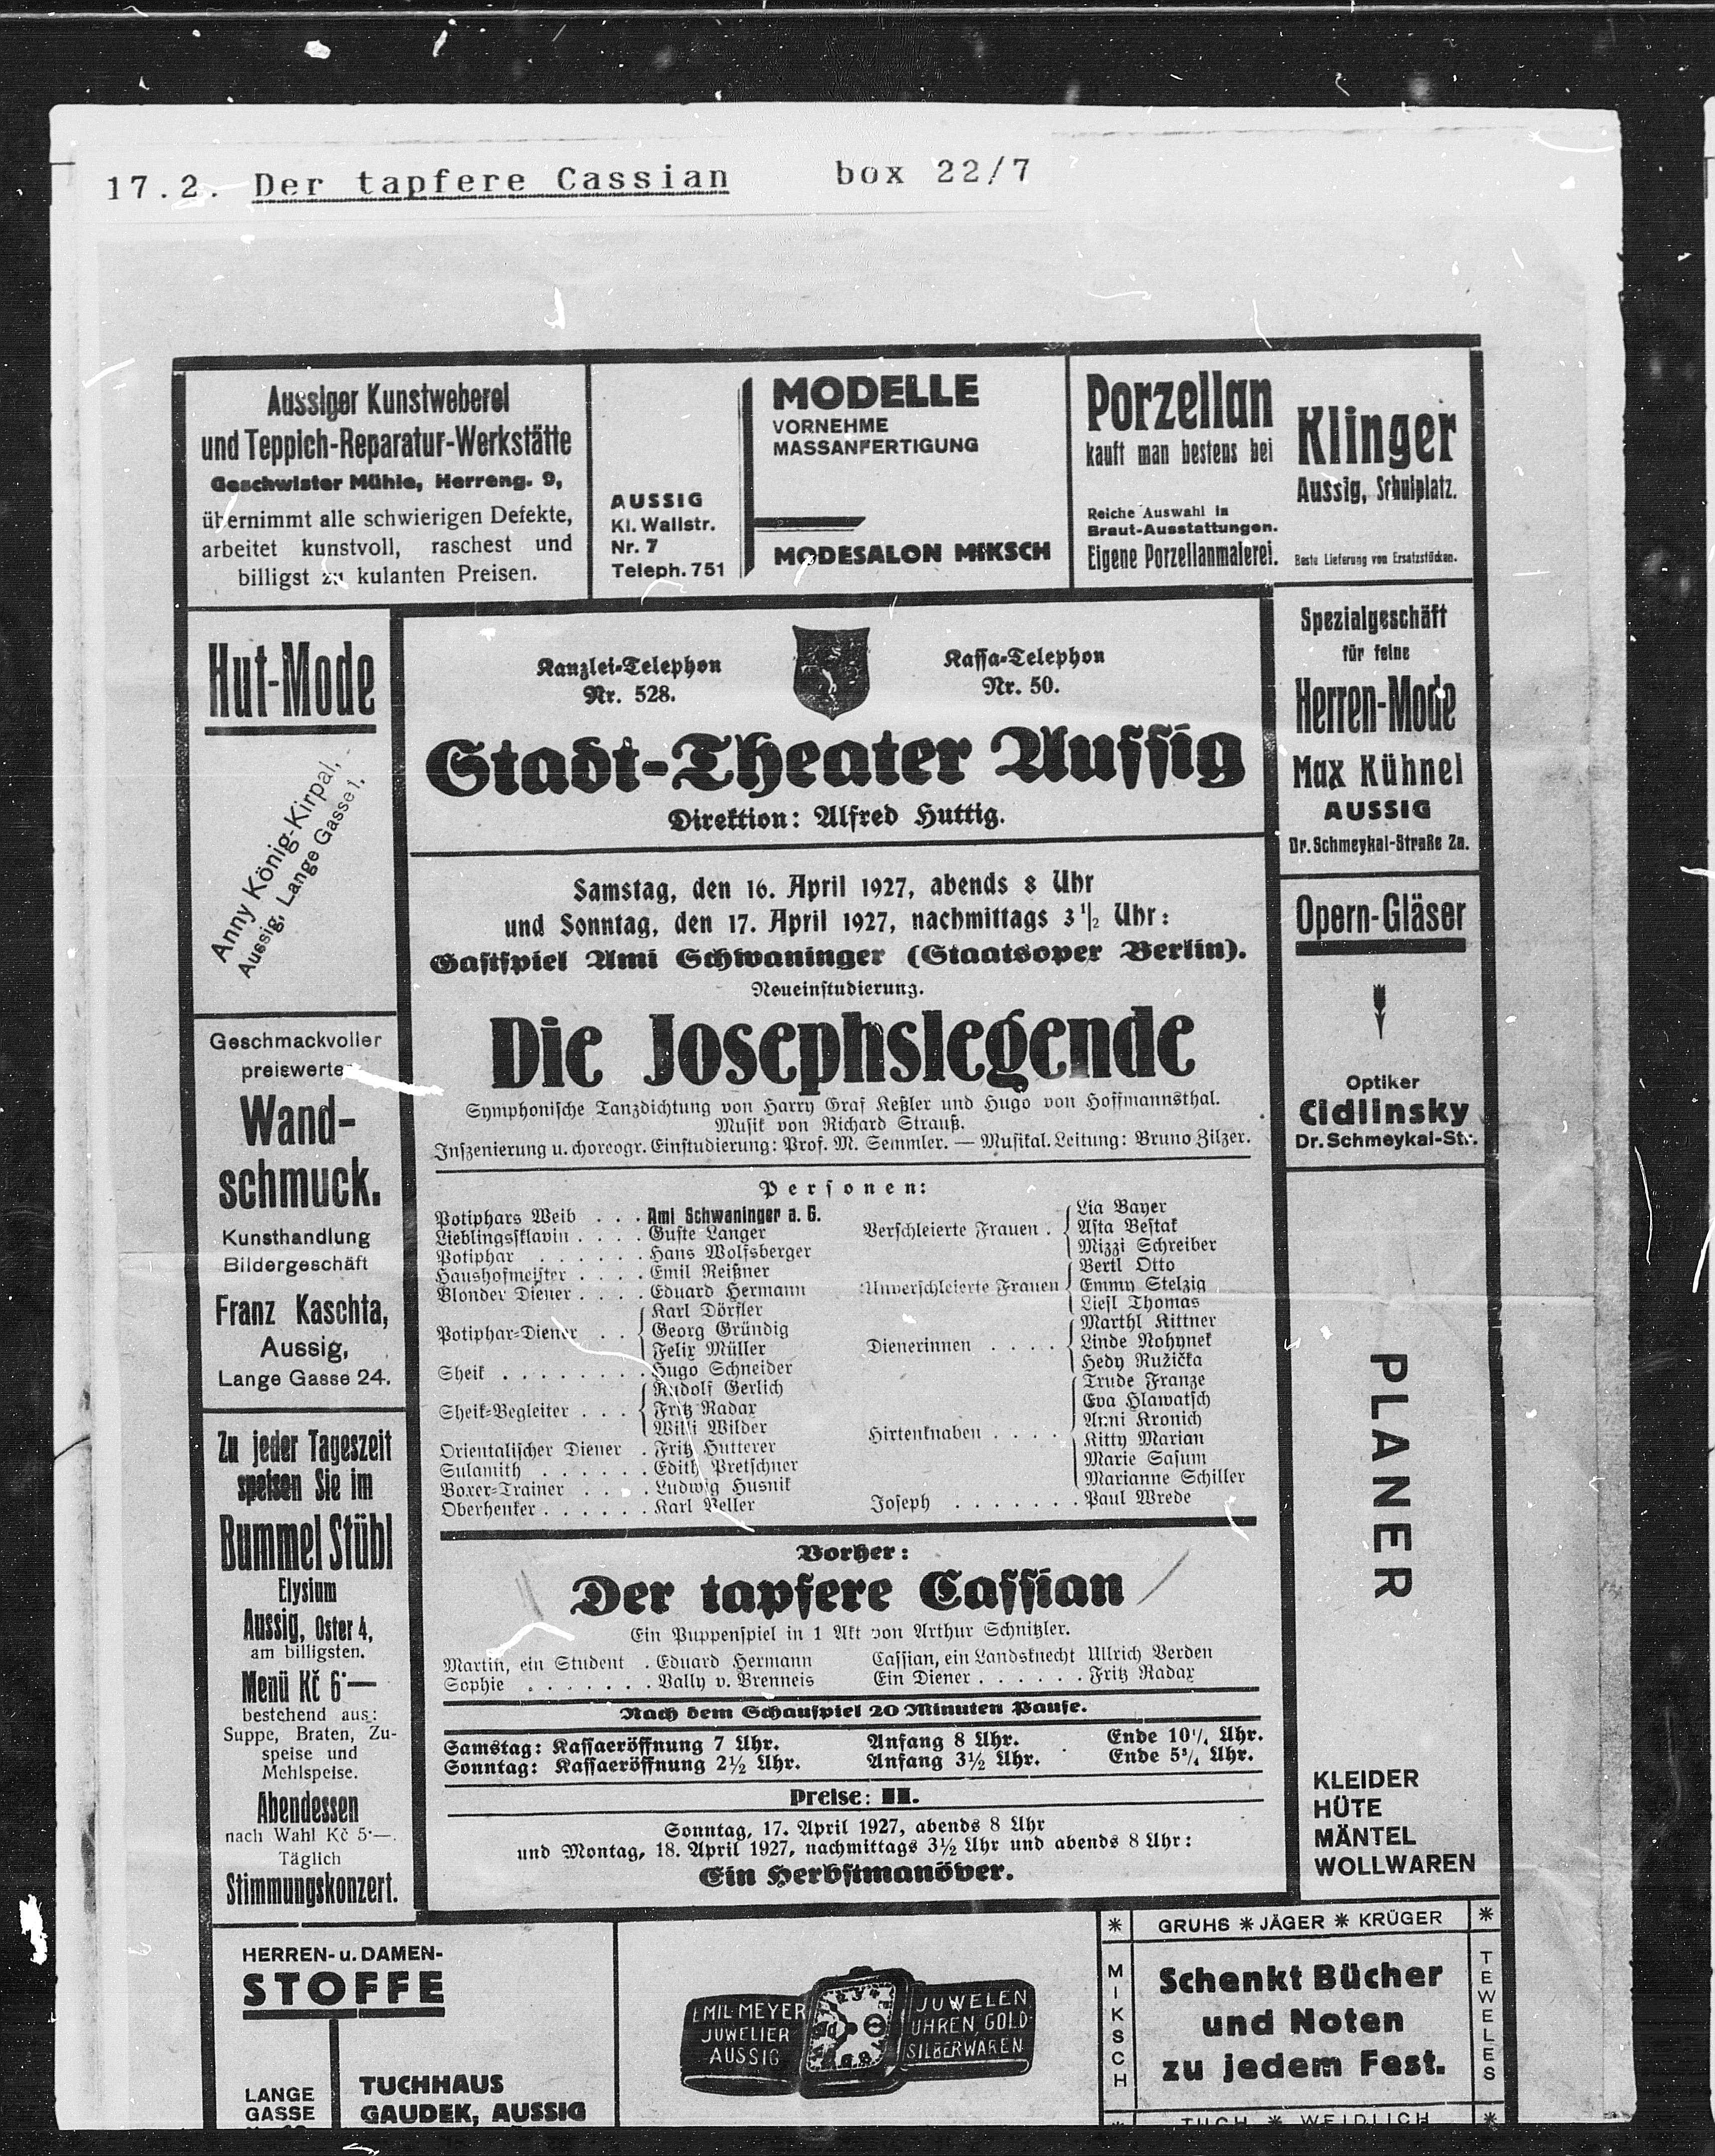 17.2. Der tapfere Cassian box 22/7
Aussiger Kunstweberei
und Teppich-Reparatur-Werkstätte
Geschwister Mühle, Herreng. 9,
übernimmt alle schwierigen Defekte,
arbeitet kunstvoll, raschest und
billigst zu kulanten Preisen.
AUSSIG
Kl. Wallstr.
Nr. 7
Teleph. 751
MODELLE
VORNEHME
MASSANFERTIGUNG
MODESALON MIKSCH
Porzellan
kauft man bestens bei
Klinger
Aussig, Schulplatz.
Reiche Auswahl in
Braut-Ausstattungen.
Eigene Porzellanmalerei.
Beste Lieferung von Ersatzstücken.
Hut-Mode
Anny König-Kirpal,
Aussig, Lange Gasse 1.
Geschmackvoller
preiswerter
Wand-
schmuck.
Kunsthandlung
Bildergeschäft
Franz Kaschta,
Aussig,
Lange Gasse 24.
Zu jeder Tageszeit
speisen Sie im
Bummel Stübl
Elysium
Aussig, Oster 4,
am billigsten.
Menü Kč 6·—
bestehend aus:
Suppe, Braten, Zu-
speise und
Mehlspeise.
Abendessen
nach Wahl Kč 5·—.
Täglich
Stimmungskonzert.
Kanzlei-Telephon
Nr. 528.
Kassa-Telephon
Nr. 50.
Stadt-Theater Aussig
Direktion: Alfred Huttig.
Samstag, den 16. April 1927, abends 8 Uhr
und Sonntag, den 17. April 1927, nachmittags 3½ Uhr:
Gastspiel Ami Schwaninger (Staatsoper Berlin).
Neueinstudierung.
Die Josephslegende
Symphonische Tanzdichtung von Harry Graf Keßler und Hugo von Hoffmannsthal.
Musik von Richard Strauß.
Inszenierung u. choreogr. Einstudierung: Prof. M. Semmler. — Musikal. Leitung: Bruno Zilzer.
Personen:
Potiphars Weib . . . Ami Schwaninger a. G.
Lieblingssklavin . . . . Guste Langer
Potiphar . . . . . . Hans Wolfsberger
Haushofmeister . . . . Emil Reißner
Blonder Diener . . . . Eduard Hermann
Potiphar-Diener . . { Karl Dörfler
Georg Gründig
Felix Müller
Sheik . . . . . . . . Hugo Schneider
Sheik-Begleiter . . . { Rudolf Gerlich
Fritz Radax
Willi Wilder
Orientalischer Diener . Fritz Hutterer
Sulamith . . . . . . Edith Pretschner
Boxer-Trainer . . . . Ludwig Husnik
Oberhenker . . . . . . Karl Peller
Verschleierte Frauen . { Lia Bayer
Asta Bestak
Mizzi Schreiber
Unverschleierte Frauen { Bertl Otto
Emmy Stelzig
Liesl Thomas
Dienerinnen . . . . { Marthl Kittner
Linde Nohynek
Hedy Ružička
Hirtenknaben . . . . { Trude Franze
Eva Hlawatsch
Anni Kronich
Kitty Marian
Marie Sasum
Marianne Schiller
Joseph . . . . . . . Paul Wrede
Vorher:
Der tapfere Cassian
Ein Puppenspiel in 1 Akt von Arthur Schnitzler.
Martin, ein Student . Eduard Hermann
Sophie . . . . . . . Vally v. Brenneis
Cassian, ein Landsknecht Ullrich Verden
Ein Diener . . . . . . Fritz Radax
Nach dem Schauspiel 20 Minuten Pause.
Samstag: Kassaeröffnung 7 Uhr. Anfang 8 Uhr. Ende 10¼ Uhr.
Sonntag: Kassaeröffnung 2½ Uhr. Anfang 3½ Uhr. Ende 5¾ Uhr.
Preise: II.
Sonntag, 17. April 1927, abends 8 Uhr
und Montag, 18. April 1927, nachmittags 3½ Uhr und abends 8 Uhr:
Ein Herbstmanöver.
Spezialgeschäft
für feine
Herren-Mode
Max Kühnel
AUSSIG
Dr. Schmeykal-Straße 2a.
Opern-Gläser
Optiker
Cidlinsky
Dr. Schmeykal-Str.
PLANER
KLEIDER
HÜTE
MÄNTEL
WOLLWAREN
HERREN- u. DAMEN-
STOFFE
LANGE
GASSE
TUCHHAUS
GAUDEK, AUSSIG
EMIL MEYER
JUWELIER
AUSSIG
JUWELEN
UHREN GOLD-
SILBERWAREN
* GRUHS * JÄGER * KRÜGER *
MIKSCH
Schenkt Bücher
und Noten
zu jedem Fest.
TEWELES
* TUCH * WEIDLICH *